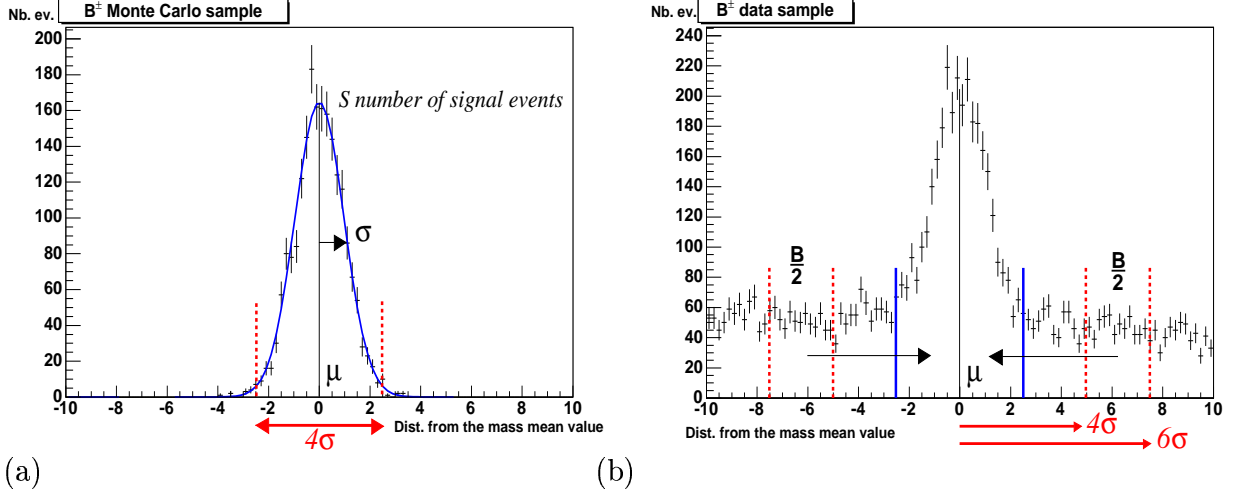 B± Monte Carlo sample
Nb. ev.
200
180
160
140
120
100
80
60
40
20
0
S number of signal events
σ
μ
-10 -8 -6 -4 -2 0 2 4 6 8 10
Dist. from the mass mean value
4σ
(a)
B± data sample
Nb. ev.
240
220
200
180
160
140
120
100
80
60
40
20
0
B/2
B/2
μ
-10 -8 -6 -4 -2 0 2 4 6 8 10
Dist. from the mass mean value
4σ
6σ
(b)